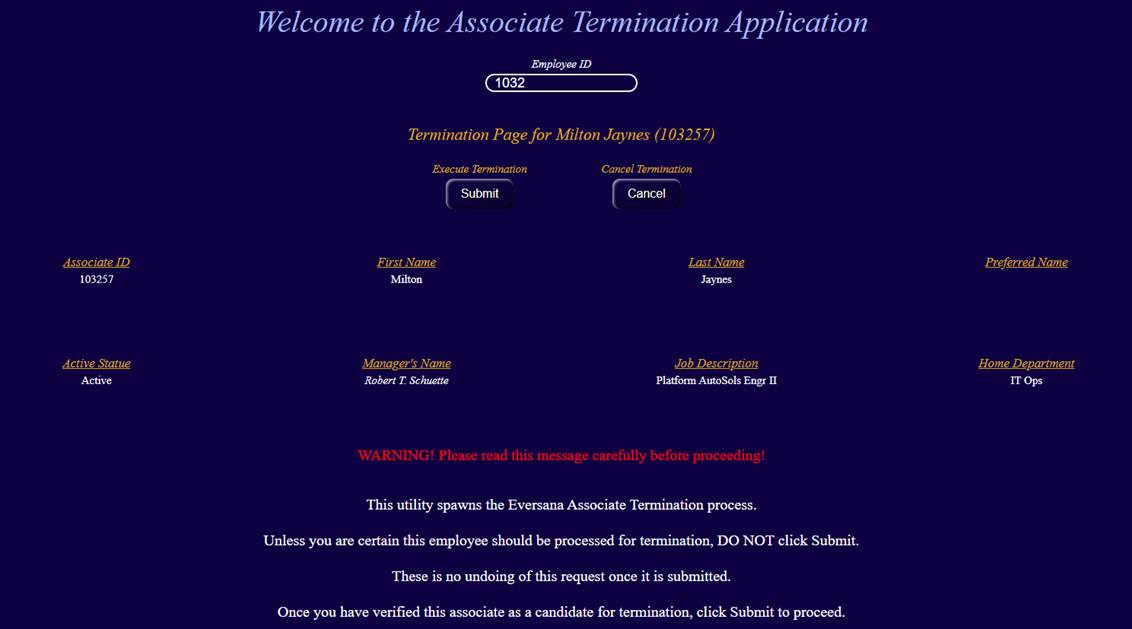 Welcome to the Associate Termination Application
Employee ID
1032
Termination Page for Milton Jaynes (103257)
Execute Termination Cancel Termination
Submit Cancel
Associate ID First Name Last Name Preferred Name
103257 Milton Jaynes
Active Statue Manager's Name Job Description Home Department
Active Robert T. Schuette Platform AutoSols Engr II IT Ops
WARNING! Please read this message carefully before proceeding!
This utility spawns the Eversana Associate Termination process.
Unless you are certain this employee should be processed for termination, DO NOT click Submit.
These is no undoing of this request once it is submitted.
Once you have verified this associate as a candidate for termination, click Submit to proceed.